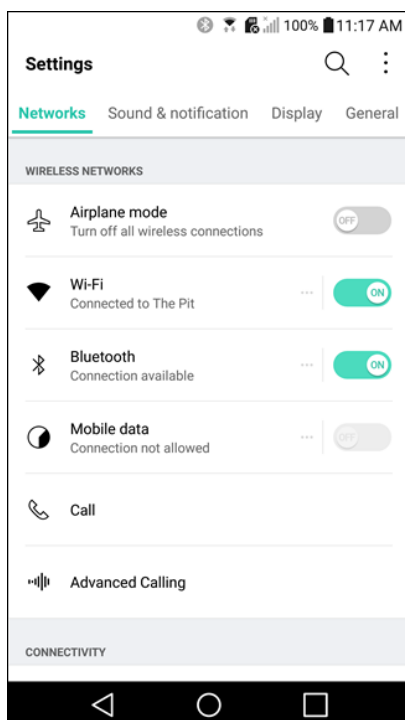 100% 11:17 AM
Settings
Networks Sound & notification Display General
WIRELESS NETWORKS
Airplane mode
OFF
Turn off all wireless connections
Wi-Fi
ON
Connected to The Pit
Bluetooth
ON
Connection available
Mobile data
OFF
Connection not allowed
Call
Advanced Calling
CONNECTIVITY